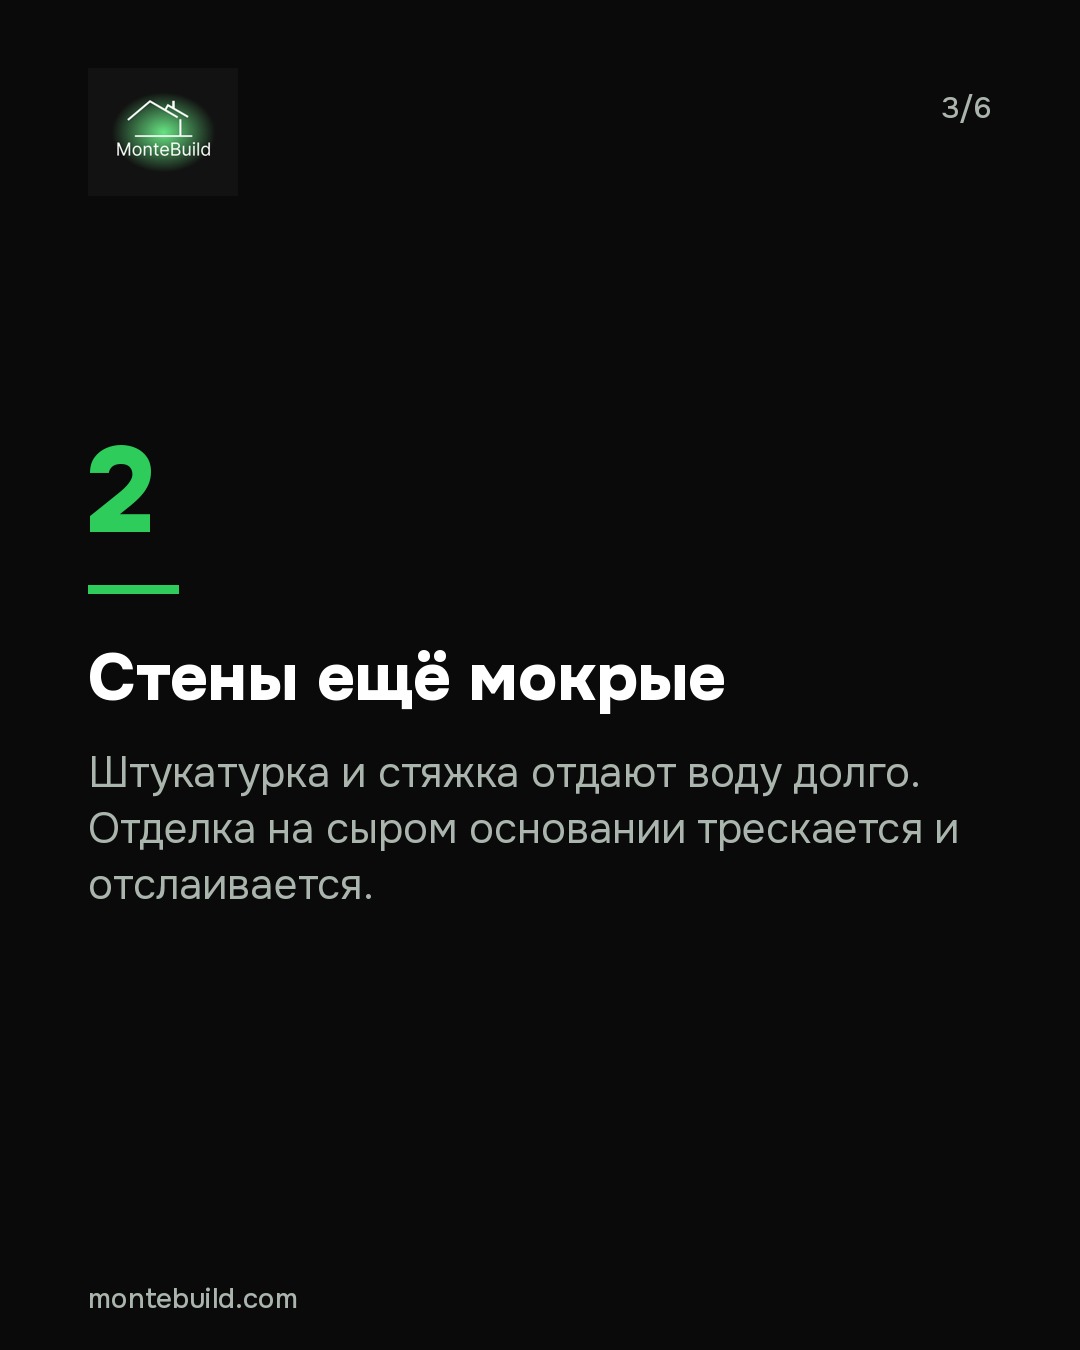 MonteBuild
3/6
2
Стены ещё мокрые
Штукатурка и стяжка отдают воду долго.
Отделка на сыром основании трескается и
отслаивается.
montebuild.com